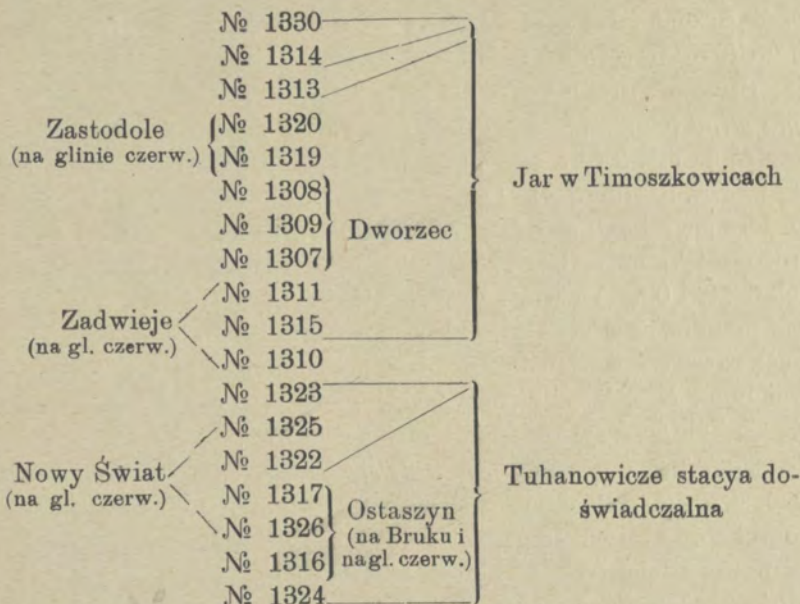 № 1330
№ 1314
№ 1313
Zastodole
(na glinie czerw.)
№ 1320
№ 1319
Jar w Timoszkowicach
№ 1308
№ 1309
№ 1307
Dworzec
№ 1311
Zadwieje
(na gl. czerw.)
№ 1315
№ 1310
№ 1323
№ 1325
Nowy Świat
(na gl. czerw.)
№ 1322
№ 1317
№ 1326
№ 1316
Ostaszyn
(na Bruku i
na gl. czerw.)
Tuhanowicze stacya do-
świadczalna
№ 1324